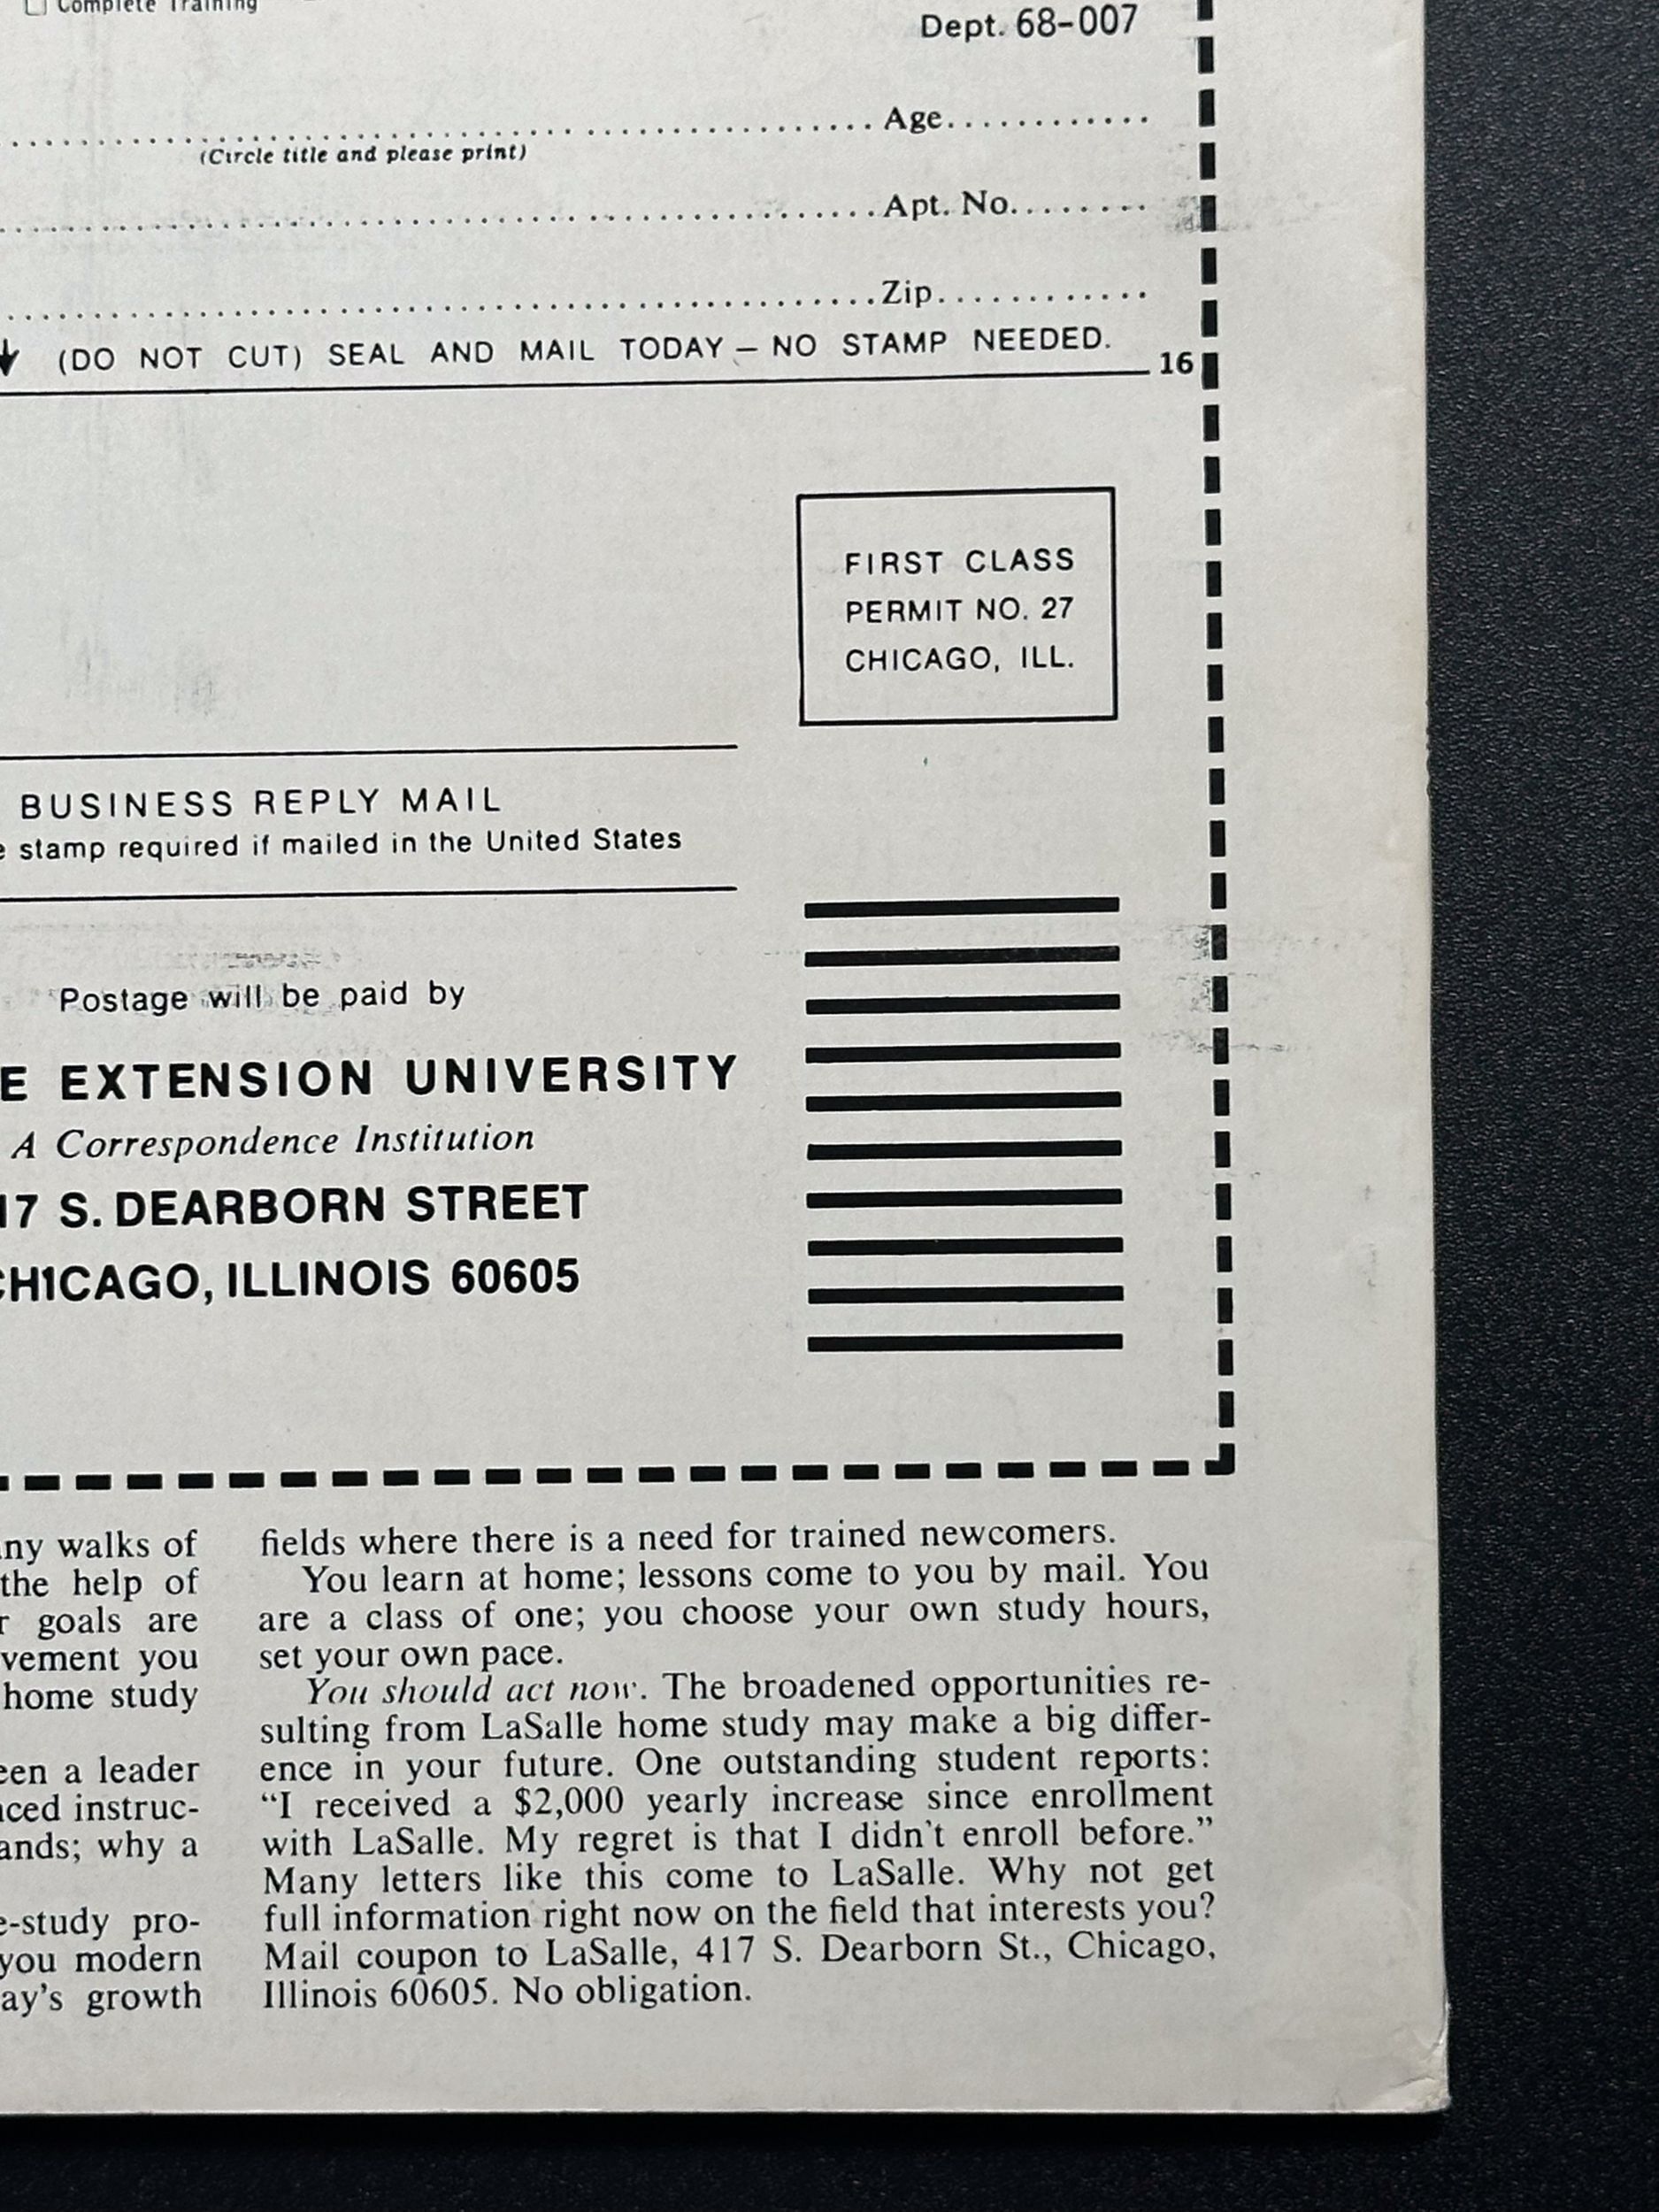 Complete Training
Dept. 68-007
Age
(Circle title and please print)
Apt. No.
Zip
(DO NOT CUT) SEAL AND MAIL TODAY – NO STAMP NEEDED.
16
FIRST CLASS
PERMIT NO. 27
CHICAGO, ILL.
BUSINESS REPLY MAIL
stamp required if mailed in the United States
Postage will be paid by
E EXTENSION UNIVERSITY
A Correspondence Institution
17 S. DEARBORN STREET
CHICAGO, ILLINOIS 60605
ny walks of
the help of
r goals are
vement you
home study
een a leader
ced instruc-
ands; why a
e-study pro-
you modern
ay's growth
fields where there is a need for trained newcomers.
You learn at home; lessons come to you by mail. You
are a class of one; you choose your own study hours,
set your own pace.
You should act now. The broadened opportunities re-
sulting from LaSalle home study may make a big differ-
ence in your future. One outstanding student reports:
“I received a $2,000 yearly increase since enrollment
with LaSalle. My regret is that I didn't enroll before.”
Many letters like this come to LaSalle. Why not get
full information right now on the field that interests you?
Mail coupon to LaSalle, 417 S. Dearborn St., Chicago,
Illinois 60605. No obligation.